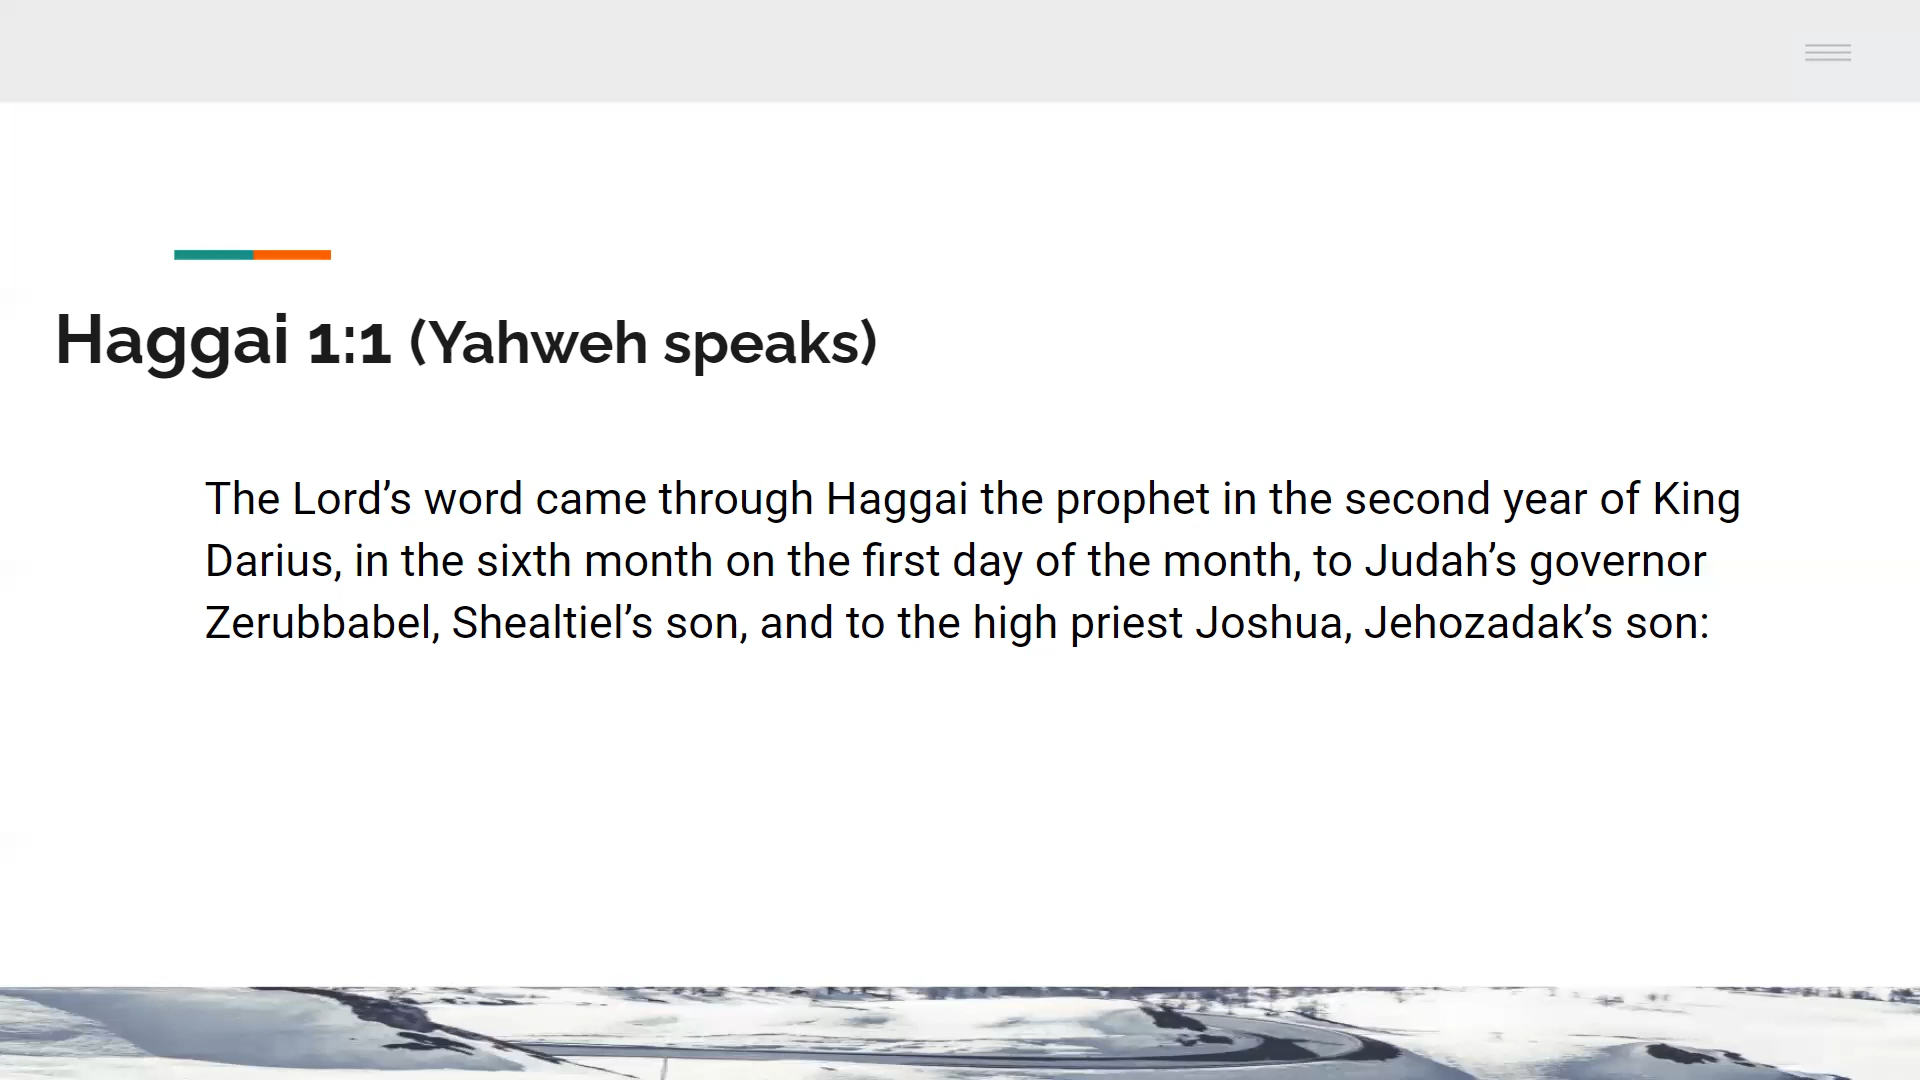 Haggai 1:1 (Yahweh speaks)
The Lord’s word came through Haggai the prophet in the second year of King
Darius, in the sixth month on the first day of the month, to Judah’s governor
Zerubbabel, Shealtiel’s son, and to the high priest Joshua, Jehozadak’s son: